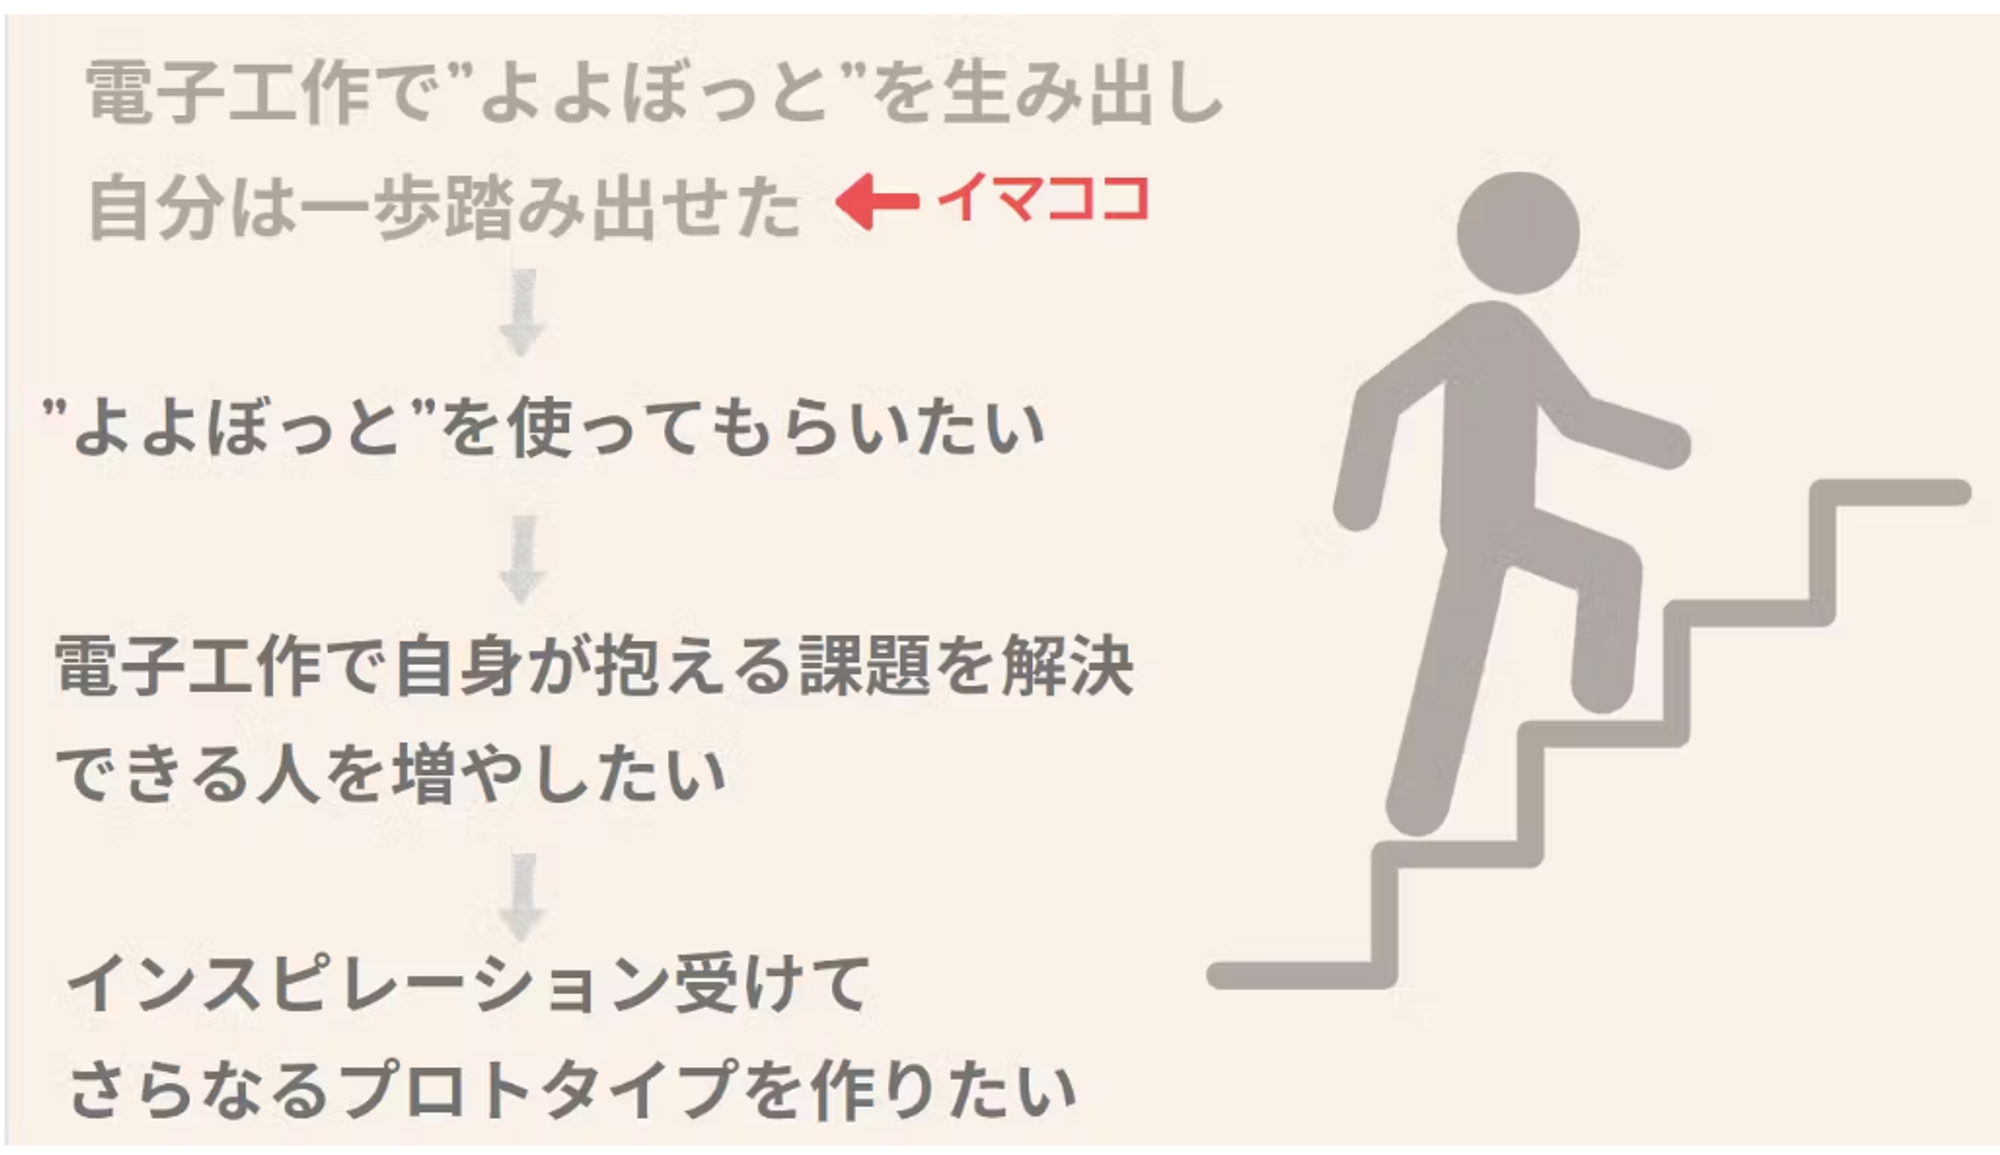 電子工作で”よよぼっと”を生み出し
自分は一歩踏み出せた ←イマココ
”よよぼっと”を使ってもらいたい
電子工作で自身が抱える課題を解決
できる人を増やしたい
インスピレーション受けて
さらなるプロトタイプを作りたい